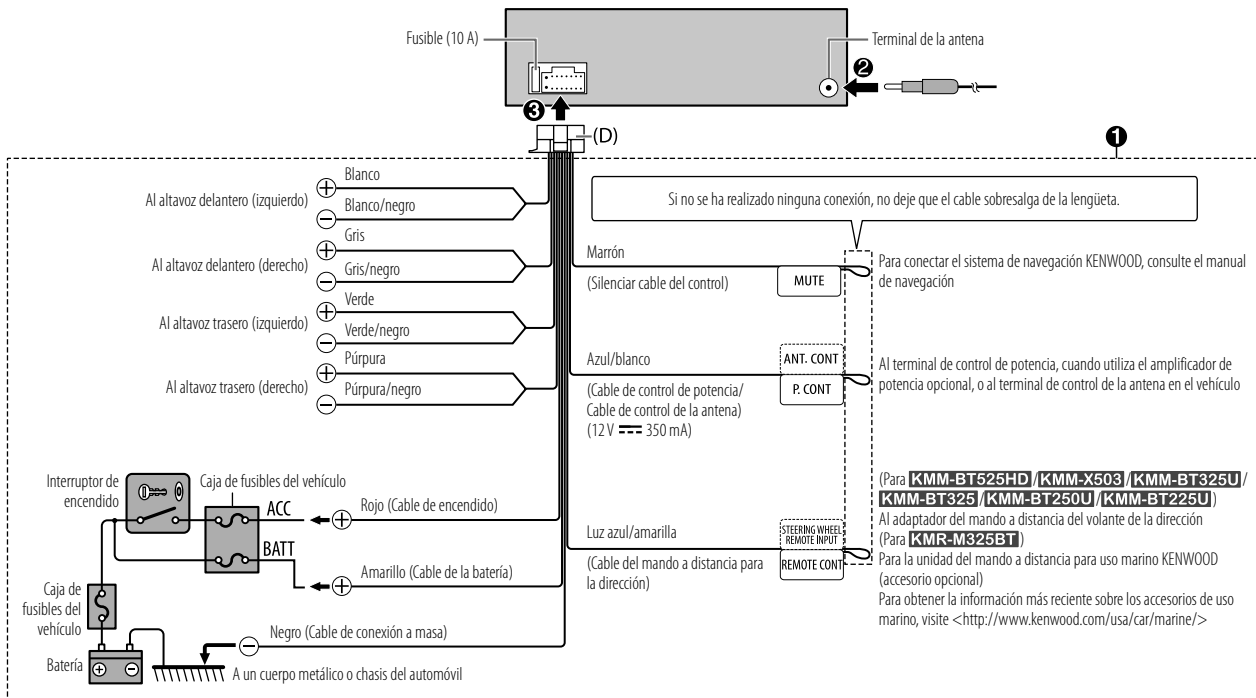 Fusible (10 A)
Terminal de la antena
❷
❸
(D)
❶
Al altavoz delantero (izquierdo)
Blanco
Blanco/negro
Al altavoz delantero (derecho)
Gris
Gris/negro
Al altavoz trasero (izquierdo)
Verde
Verde/negro
Al altavoz trasero (derecho)
Púrpura
Púrpura/negro
Si no se ha realizado ninguna conexión, no deje que el cable sobresalga de la lengüeta.
Marrón
(Silenciar cable del control)
MUTE
Para conectar el sistema de navegación KENWOOD, consulte el manual
de navegación
Azul/blanco
(Cable de control de potencia/
Cable de control de la antena)
(12 V ⎓ 350 mA)
ANT. CONT
P. CONT
Al terminal de control de potencia, cuando utiliza el amplificador de
potencia opcional, o al terminal de control de la antena en el vehículo
Interruptor de
encendido
Caja de fusibles del vehículo
ACC
BATT
Rojo (Cable de encendido)
Amarillo (Cable de la batería)
Luz azul/amarilla
(Cable del mando a distancia para
la dirección)
STEERING WHEEL
REMOTE INPUT
REMOTE CONT
(Para KMM-BT525HD / KMM-X503 / KMM-BT325U /
KMM-BT325 / KMM-BT250U / KMM-BT225U )
Al adaptador del mando a distancia del volante de la dirección
(Para KMR-M325BT )
Para la unidad del mando a distancia para uso marino KENWOOD
(accesorio opcional)
Para obtener la información más reciente sobre los accesorios de uso
marino, visite <http://www.kenwood.com/usa/car/marine/>
Caja de
fusibles del
vehículo
Batería
Negro (Cable de conexión a masa)
A un cuerpo metálico o chasis del automóvil